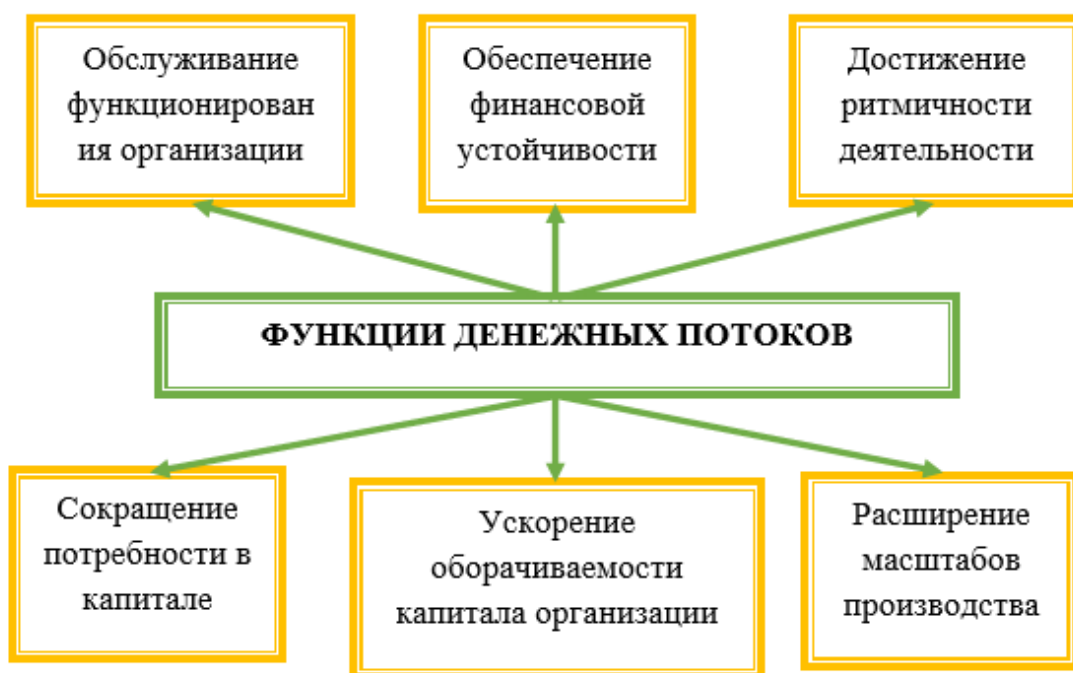 Обслуживание
функционирован
ия организации
Обеспечение
финансовой
устойчивости
Достижение
ритмичности
деятельности
ФУНКЦИИ ДЕНЕЖНЫХ ПОТОКОВ
Сокращение
потребности в
капитале
Ускорение
оборачиваемости
капитала организации
Расширение
масштабов
производства